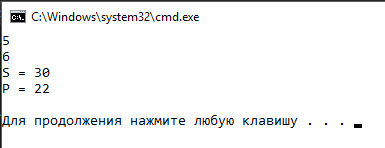 C:\Windows\system32\cmd.exe
5
6
S = 30
P = 22
Для продолжения нажмите любую клавишу . . .